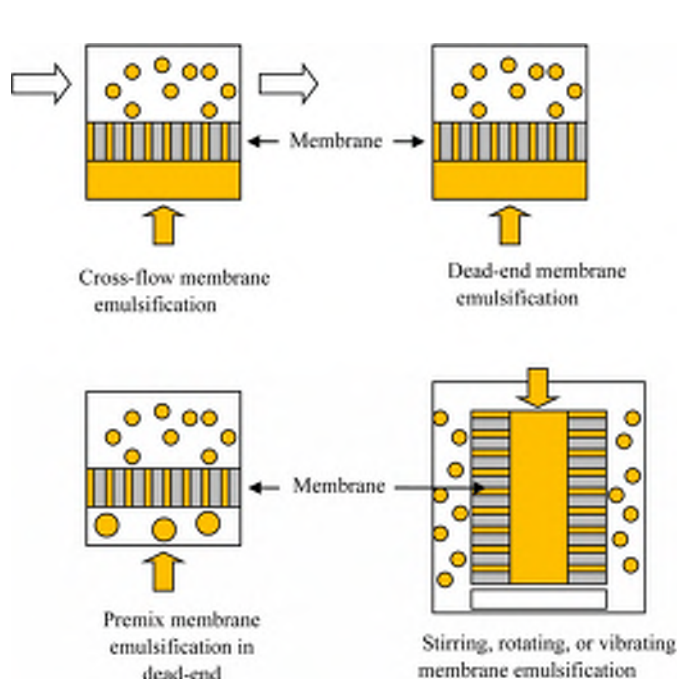 Membrane
Cross-flow membrane
emulsification
Dead-end membrane
emulsification
Membrane
Premix membrane
emulsification in
dead-end
Stirring, rotating, or vibrating
membrane emulsification